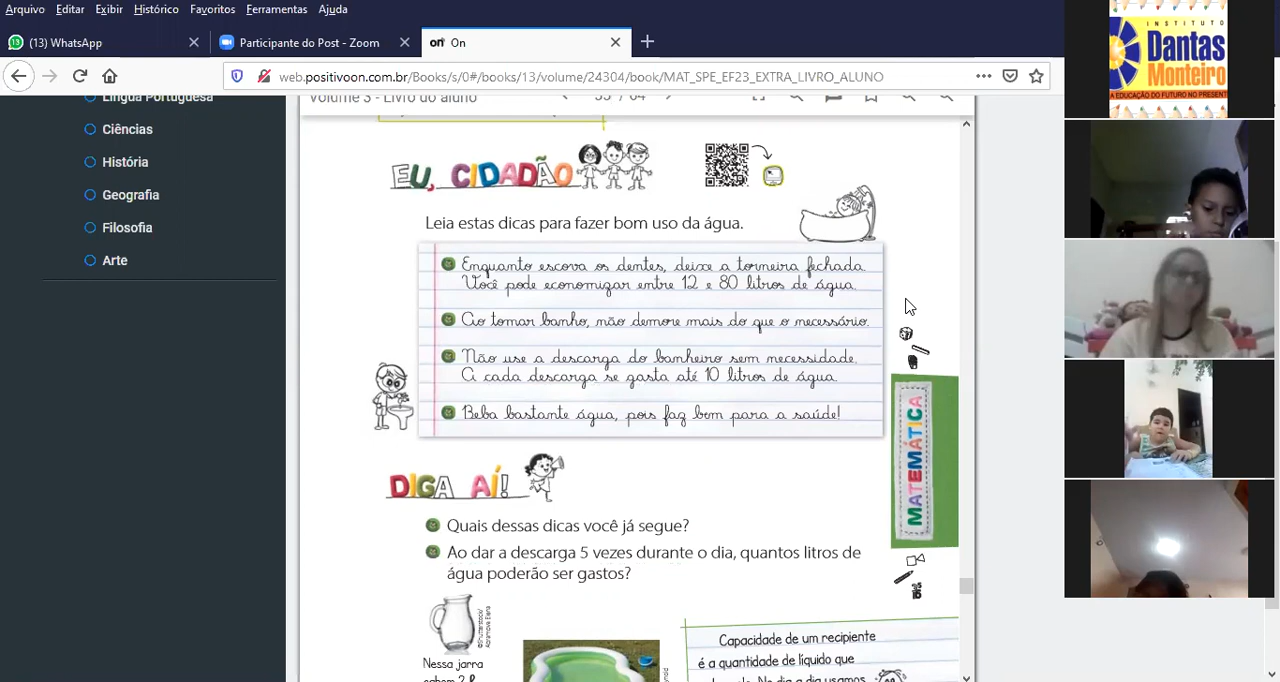 Arquivo Editar Exibir Histórico Favoritos Ferramentas Ajuda
(13) WhatsApp
Participante do Post - Zoom
on
On
web.positivoon.com.br/Books/s/0#/books/13/volume/24304/book/MAT_SPE_EF23_EXTRA_LIVRO_ALUNO
Língua Portuguesa
Ciências
História
Geografia
Filosofia
Arte
Volume 3 - Livro do aluno
EU, CIDADÃO
Leia estas dicas para fazer bom uso da água.
Enquanto escova os dentes, deixe a torneira fechada.
Você pode economizar entre 12 e 80 litros de água.
Ao tomar banho, não demore mais do que o necessário.
Não use a descarga do banheiro sem necessidade.
A cada descarga se gasta até 10 litros de água.
Beba bastante água, pois faz bem para a saúde!
MATEMÁTICA
DIGA AÍ!
Quais dessas dicas você já segue?
Ao dar a descarga 5 vezes durante o dia, quantos litros de
água poderão ser gastos?
©Shutterstock/
Nessa jarra
Capacidade de um recipiente
é a quantidade de líquido que
INSTITUTO
Dantas
Monteiro
A EDUCAÇÃO DO FUTURO NO PRESENT